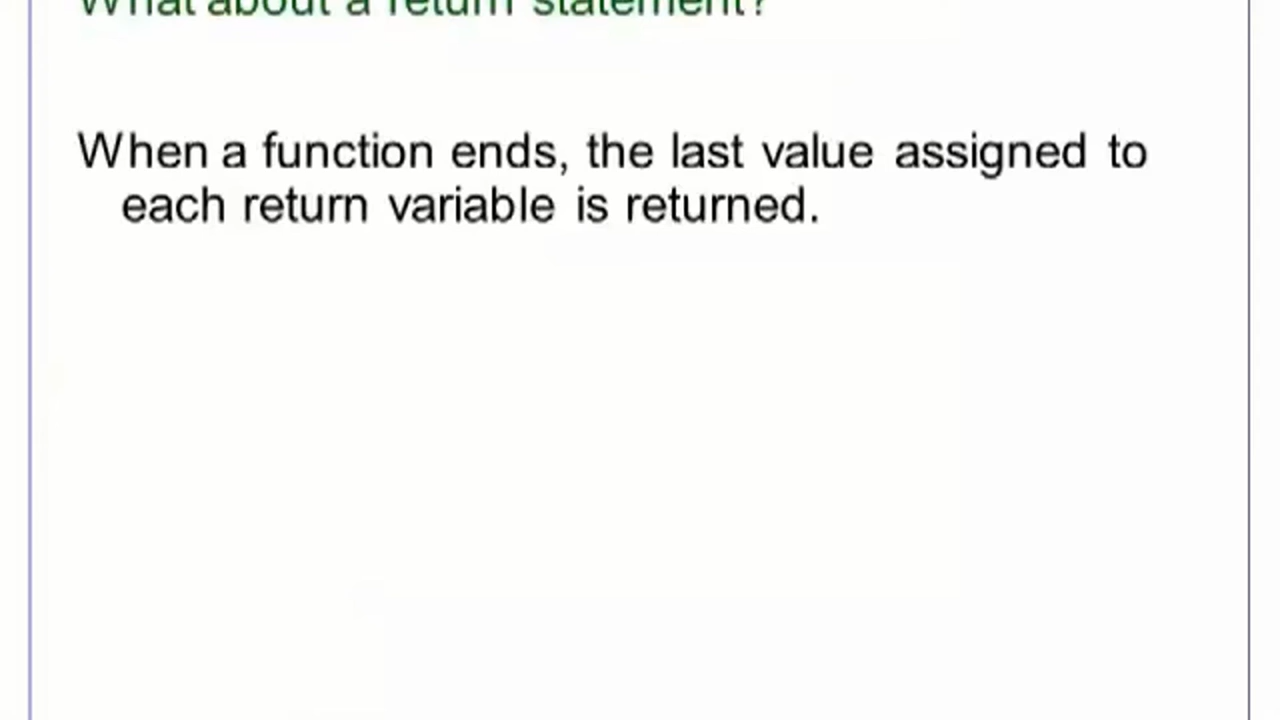 What about a return statement?
When a function ends, the last value assigned to
each return variable is returned.